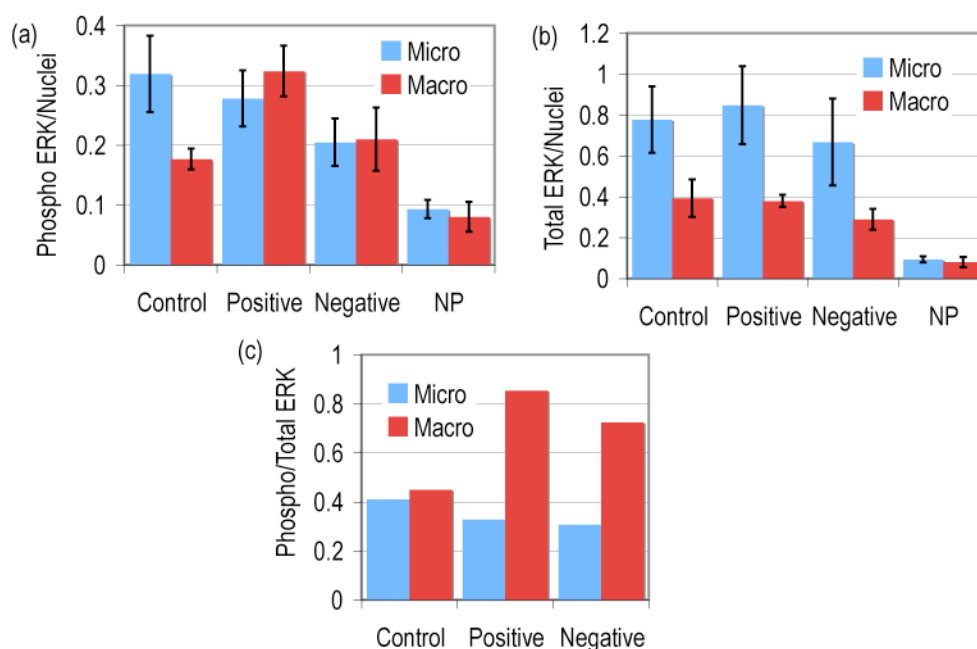 (a)
Phospho ERK/Nuclei
0.4
0.3
0.2
0.1
0
Micro
Macro
Control Positive Negative NP
(b)
Total ERK/Nuclei
1.2
1
0.8
0.6
0.4
0.2
0
Micro
Macro
Control Positive Negative NP
(c)
Phospho/Total ERK
1
0.8
0.6
0.4
0.2
0
Micro
Macro
Control Positive Negative